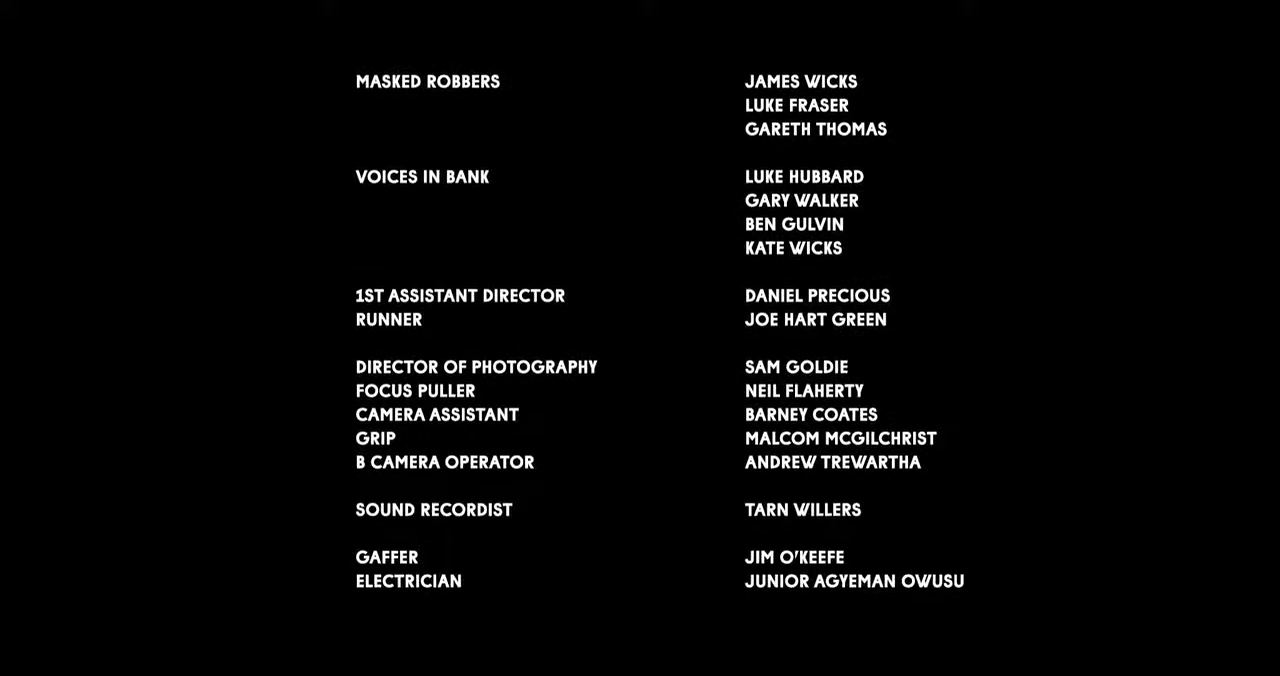 MASKED ROBBERS JAMES WICKS
LUKE FRASER
GARETH THOMAS
VOICES IN BANK LUKE HUBBARD
GARY WALKER
BEN GULVIN
KATE WICKS
1ST ASSISTANT DIRECTOR DANIEL PRECIOUS
RUNNER JOE HART GREEN
DIRECTOR OF PHOTOGRAPHY SAM GOLDIE
FOCUS PULLER NEIL FLAHERTY
CAMERA ASSISTANT BARNEY COATES
GRIP MALCOM MCGILCHRIST
B CAMERA OPERATOR ANDREW TREWARTHA
SOUND RECORDIST TARN WILLERS
GAFFER JIM O'KEEFE
ELECTRICIAN JUNIOR AGYEMAN OWUSU